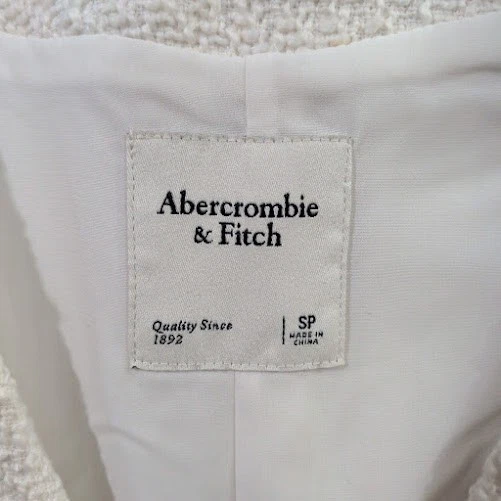 Abercrombie
& Fitch
Quality Since
1892
SP
MADE IN
CHINA